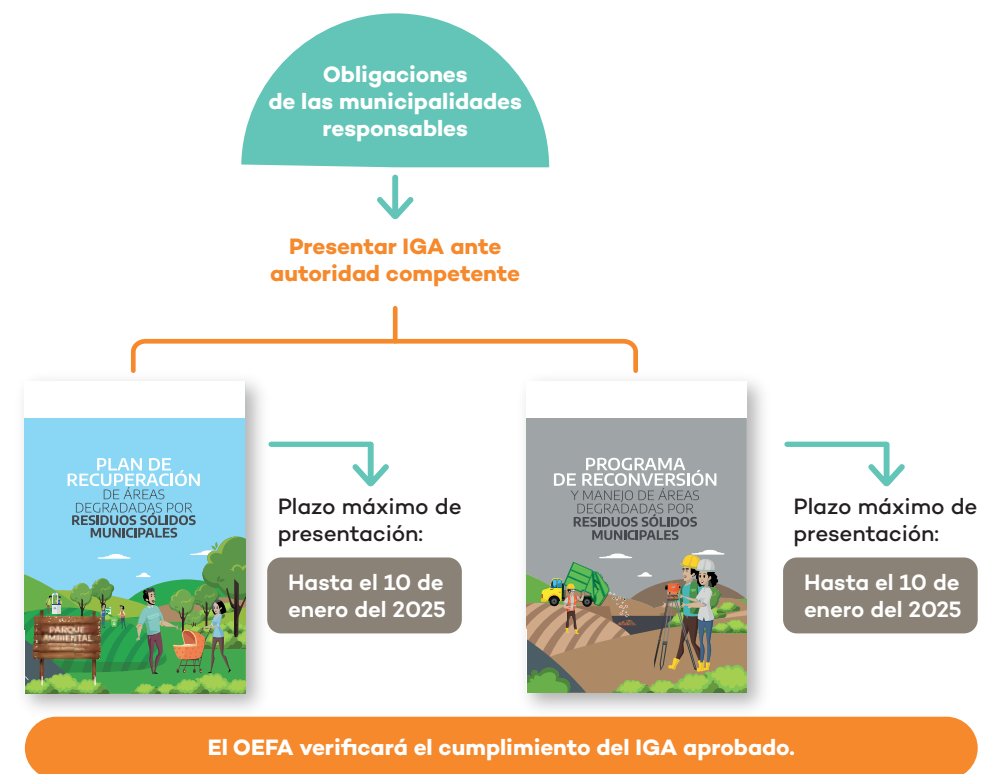 Obligaciones
de las municipalidades
responsables
Presentar IGA ante
autoridad competente
PLAN DE
RECUPERACIÓN
DE ÁREAS
DEGRADADAS POR
RESIDUOS SÓLIDOS
MUNICIPALES
PARQUE
AMBIENTAL
Plazo máximo de
presentación:
Hasta el 10 de
enero del 2025
PROGRAMA
DE RECONVERSIÓN
Y MANEJO DE ÁREAS
DEGRADADAS POR
RESIDUOS SÓLIDOS
MUNICIPALES
Plazo máximo de
presentación:
Hasta el 10 de
enero del 2025
El OEFA verificará el cumplimiento del IGA aprobado.